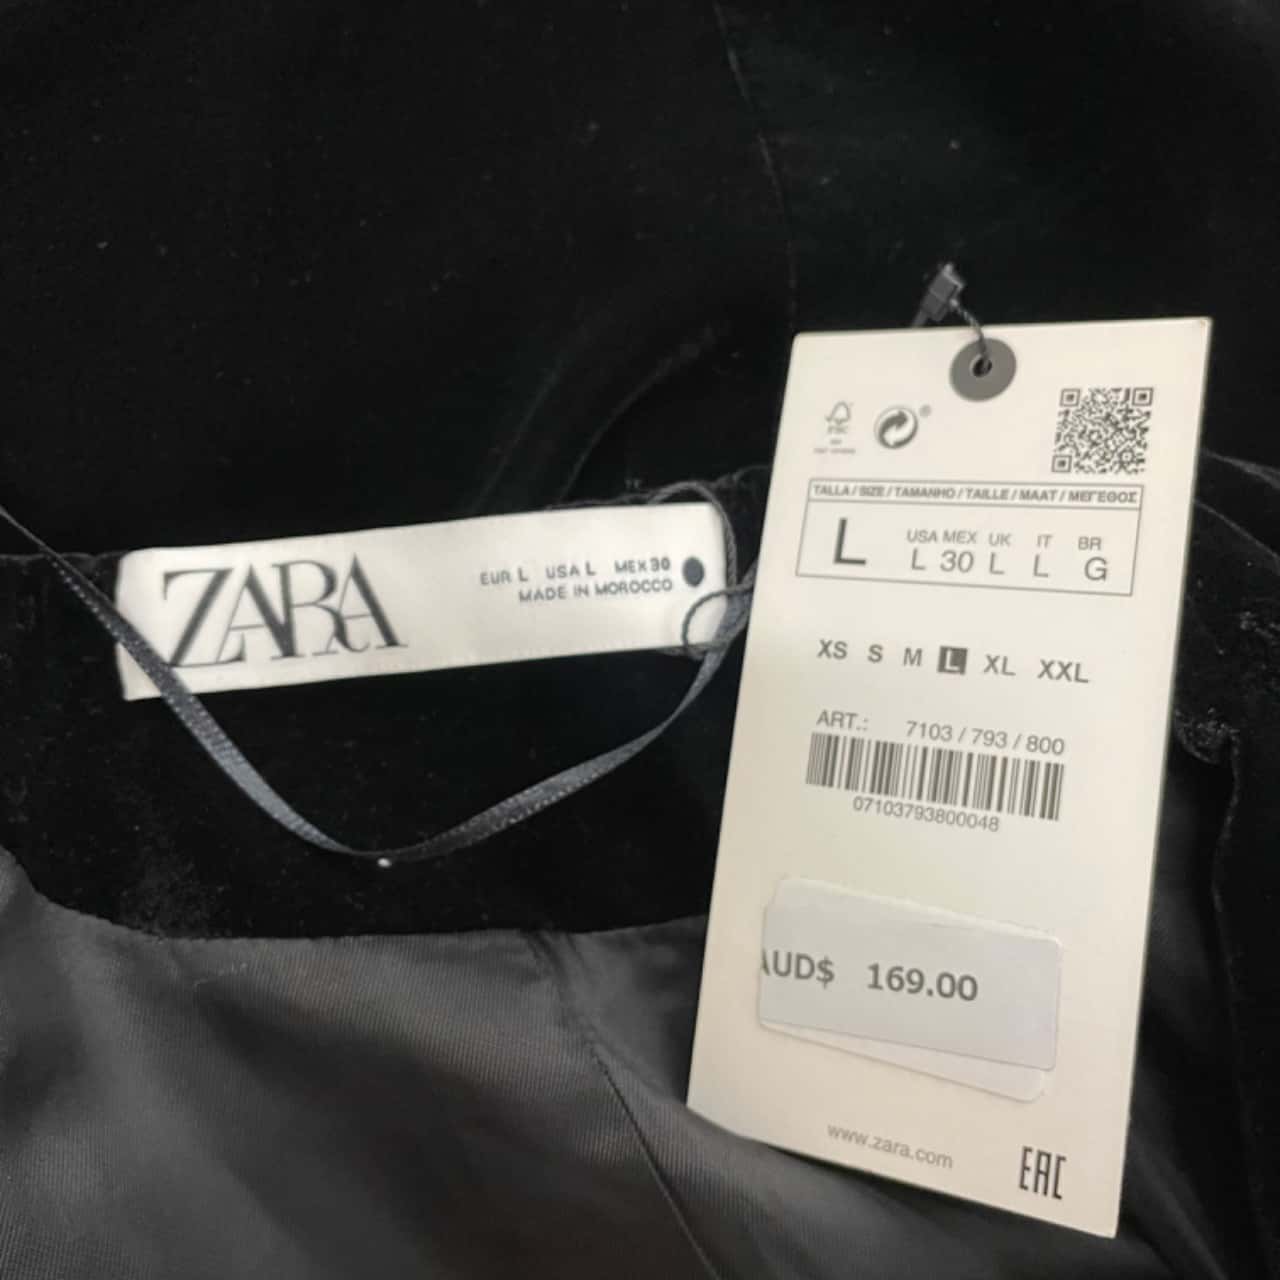 ZARA
EUR L USA L MEX 30
MADE IN MOROCCO
FSC
TALLA / SIZE / TAMANHO / TAILLE / MAAT / ΜΕΓΕΘΟΣ
L
USA MEX UK IT BR
L 30 L L G
XS S M L XL XXL
ART.: 7103 / 793 / 800
07103793800048
AUD$ 169.00
www.zara.com
EAC